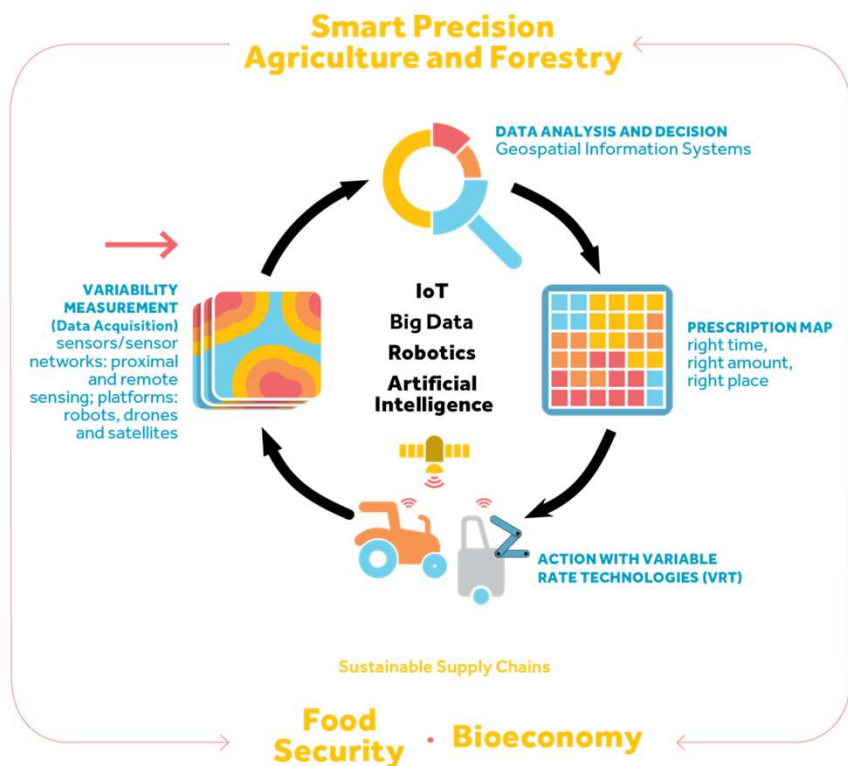 Smart Precision
Agriculture and Forestry
DATA ANALYSIS AND DECISION
Geospatial Information Systems
VARIABILITY
MEASUREMENT
(Data Acquisition)
sensors/sensor
networks: proximal
and remote
sensing; platforms:
robots, drones
and satellites
IoT
Big Data
Robotics
Artificial
Intelligence
PRESCRIPTION MAP
right time,
right amount,
right place
ACTION WITH VARIABLE
RATE TECHNOLOGIES (VRT)
Sustainable Supply Chains
Food
Security • Bioeconomy